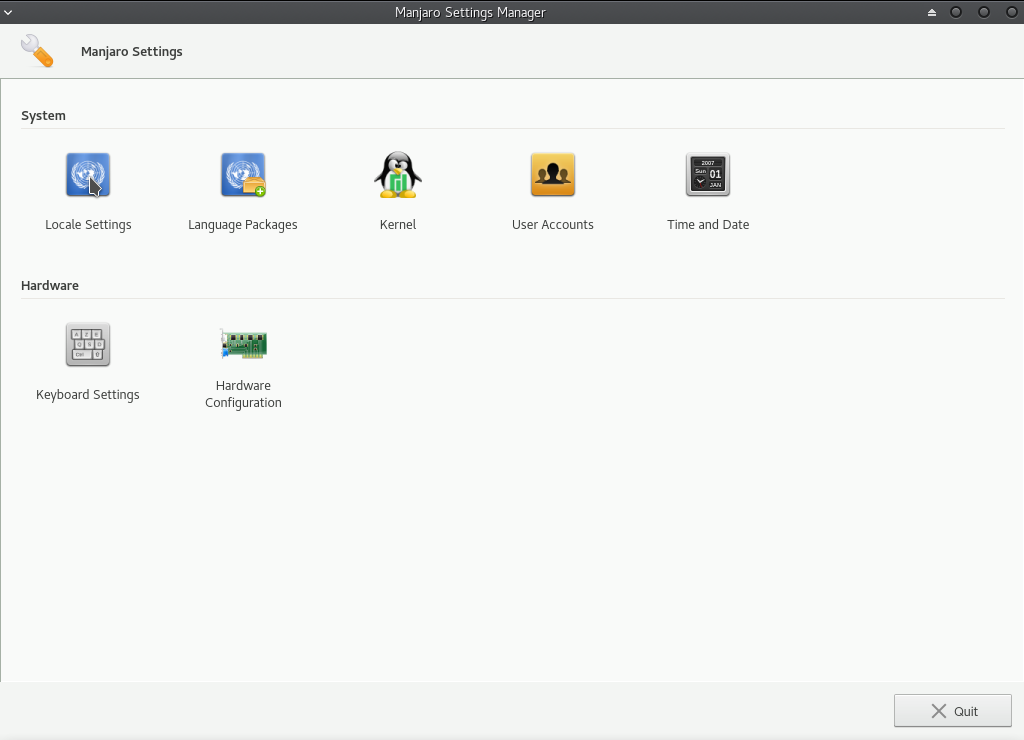 Manjaro Settings Manager
Manjaro Settings
System
2007
Sun
01
JAN
Locale Settings
Language Packages
Kernel
User Accounts
Time and Date
Hardware
A Z E
Q S D
Ctrl
Keyboard Settings
Hardware
Configuration
Quit